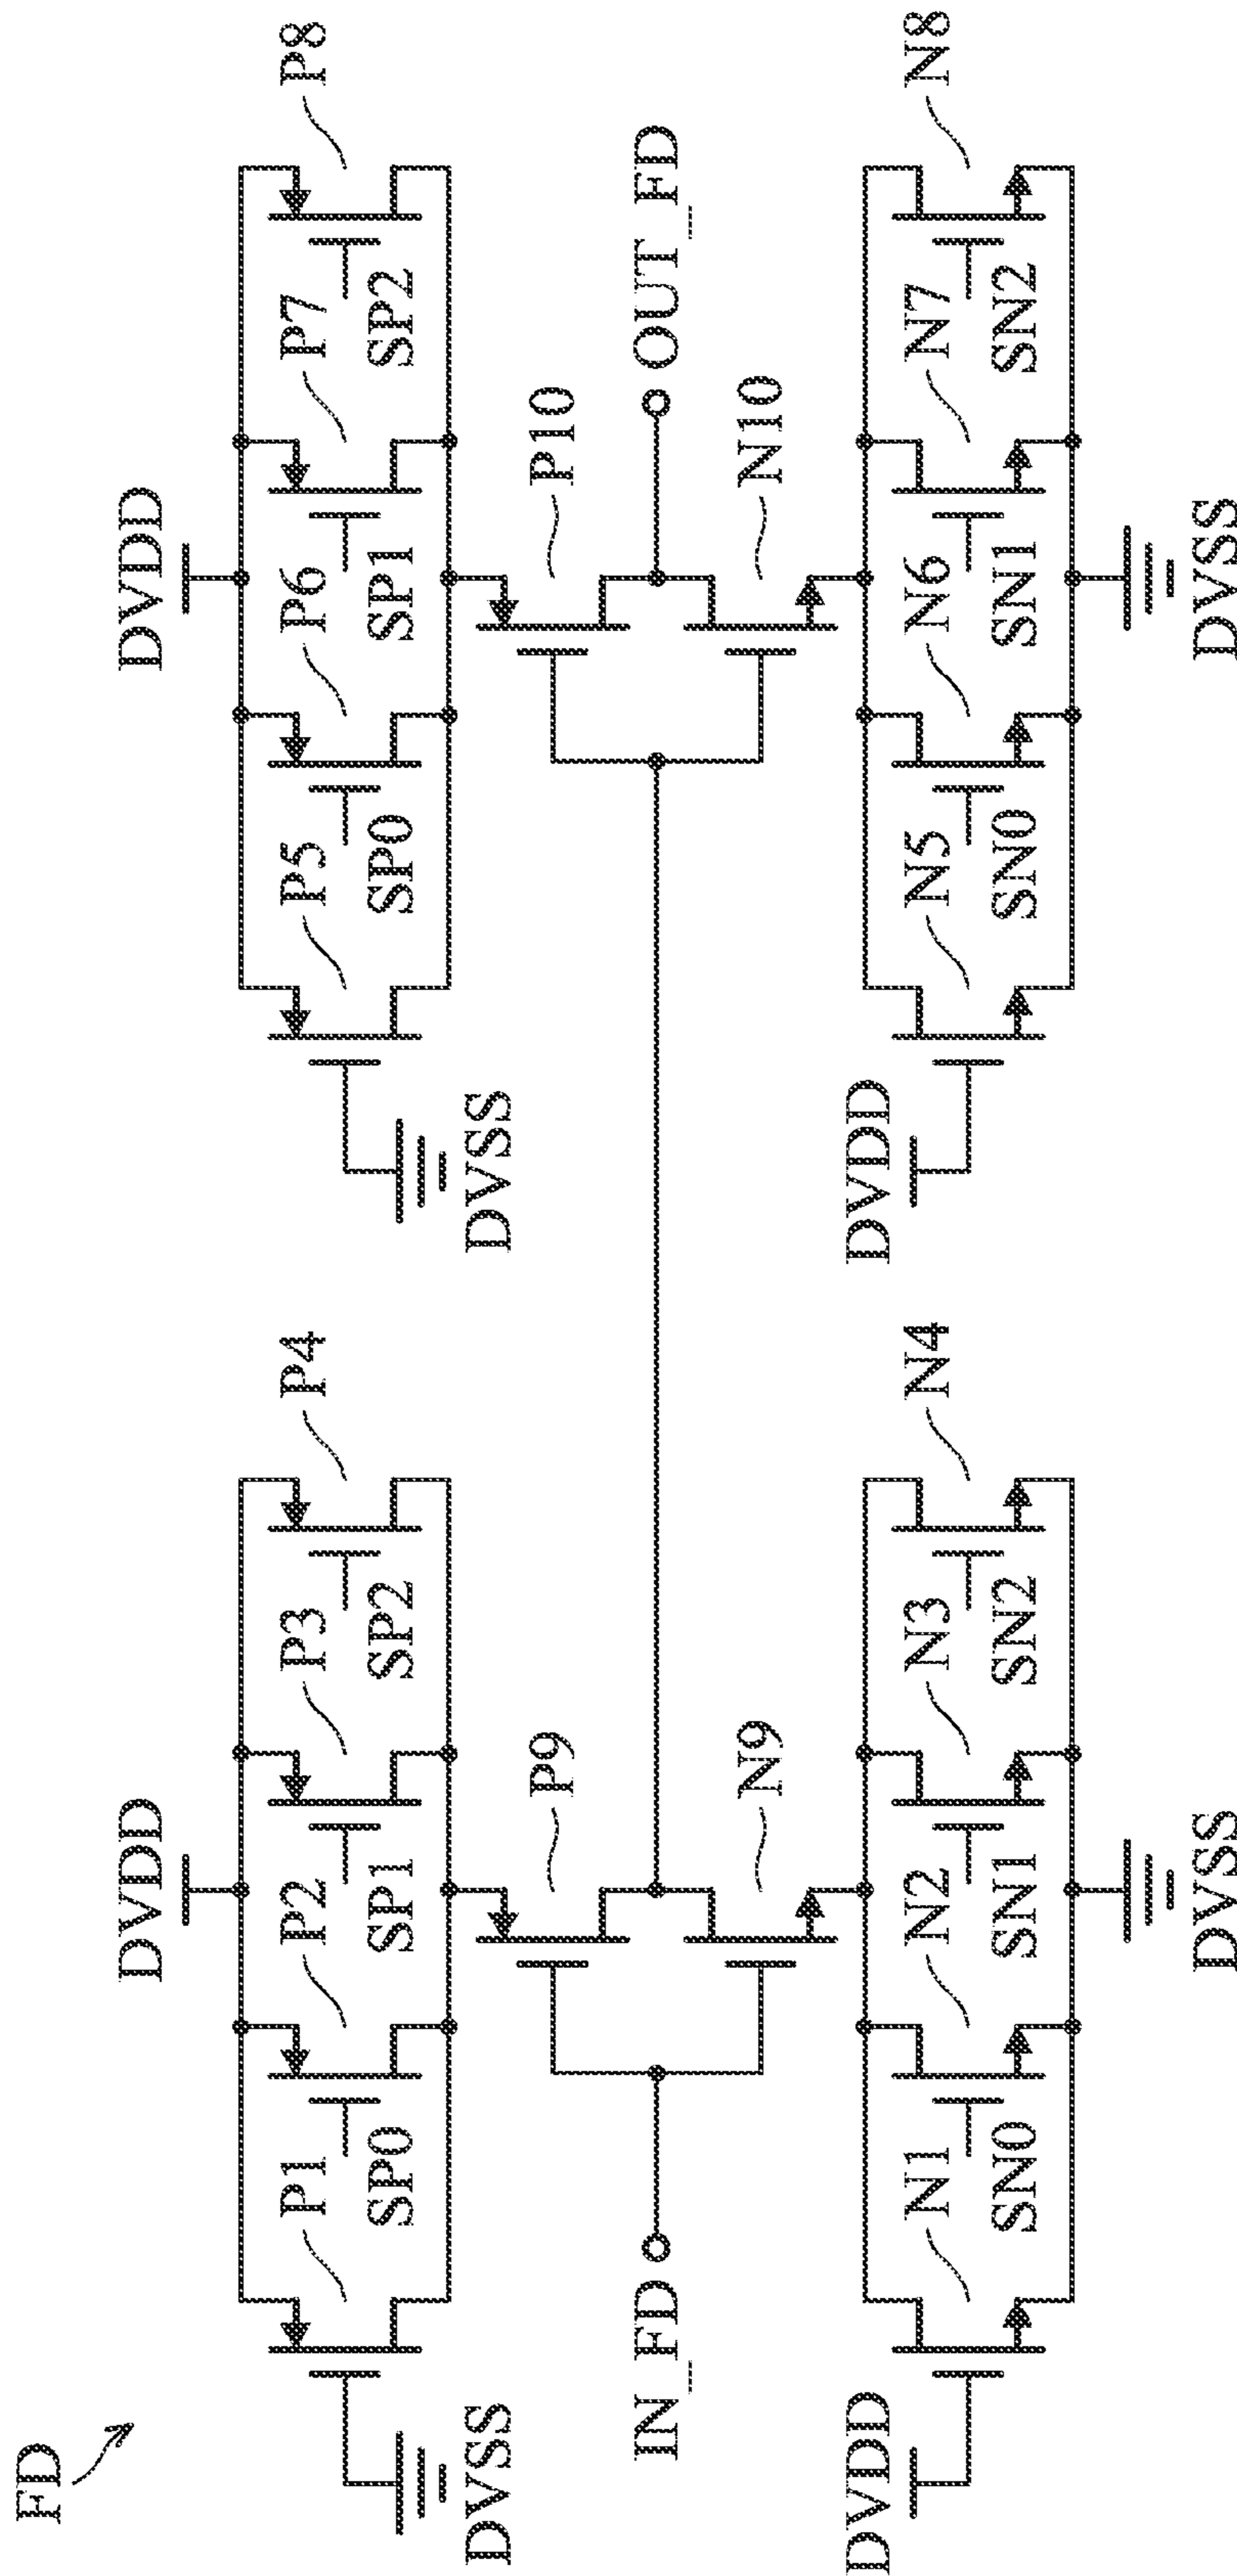 FD
DVDD
DVDD
P1
P2
P3
P4
P5
P6
P7
P8
SP0
SP1
SP2
SP0
SP1
SP2
DVSS
DVSS
P9
P10
IN_FD
OUT_FD
N9
N10
DVDD
DVDD
N1
N2
N3
N4
N5
N6
N7
N8
SN0
SN1
SN2
SN0
SN1
SN2
DVSS
DVSS